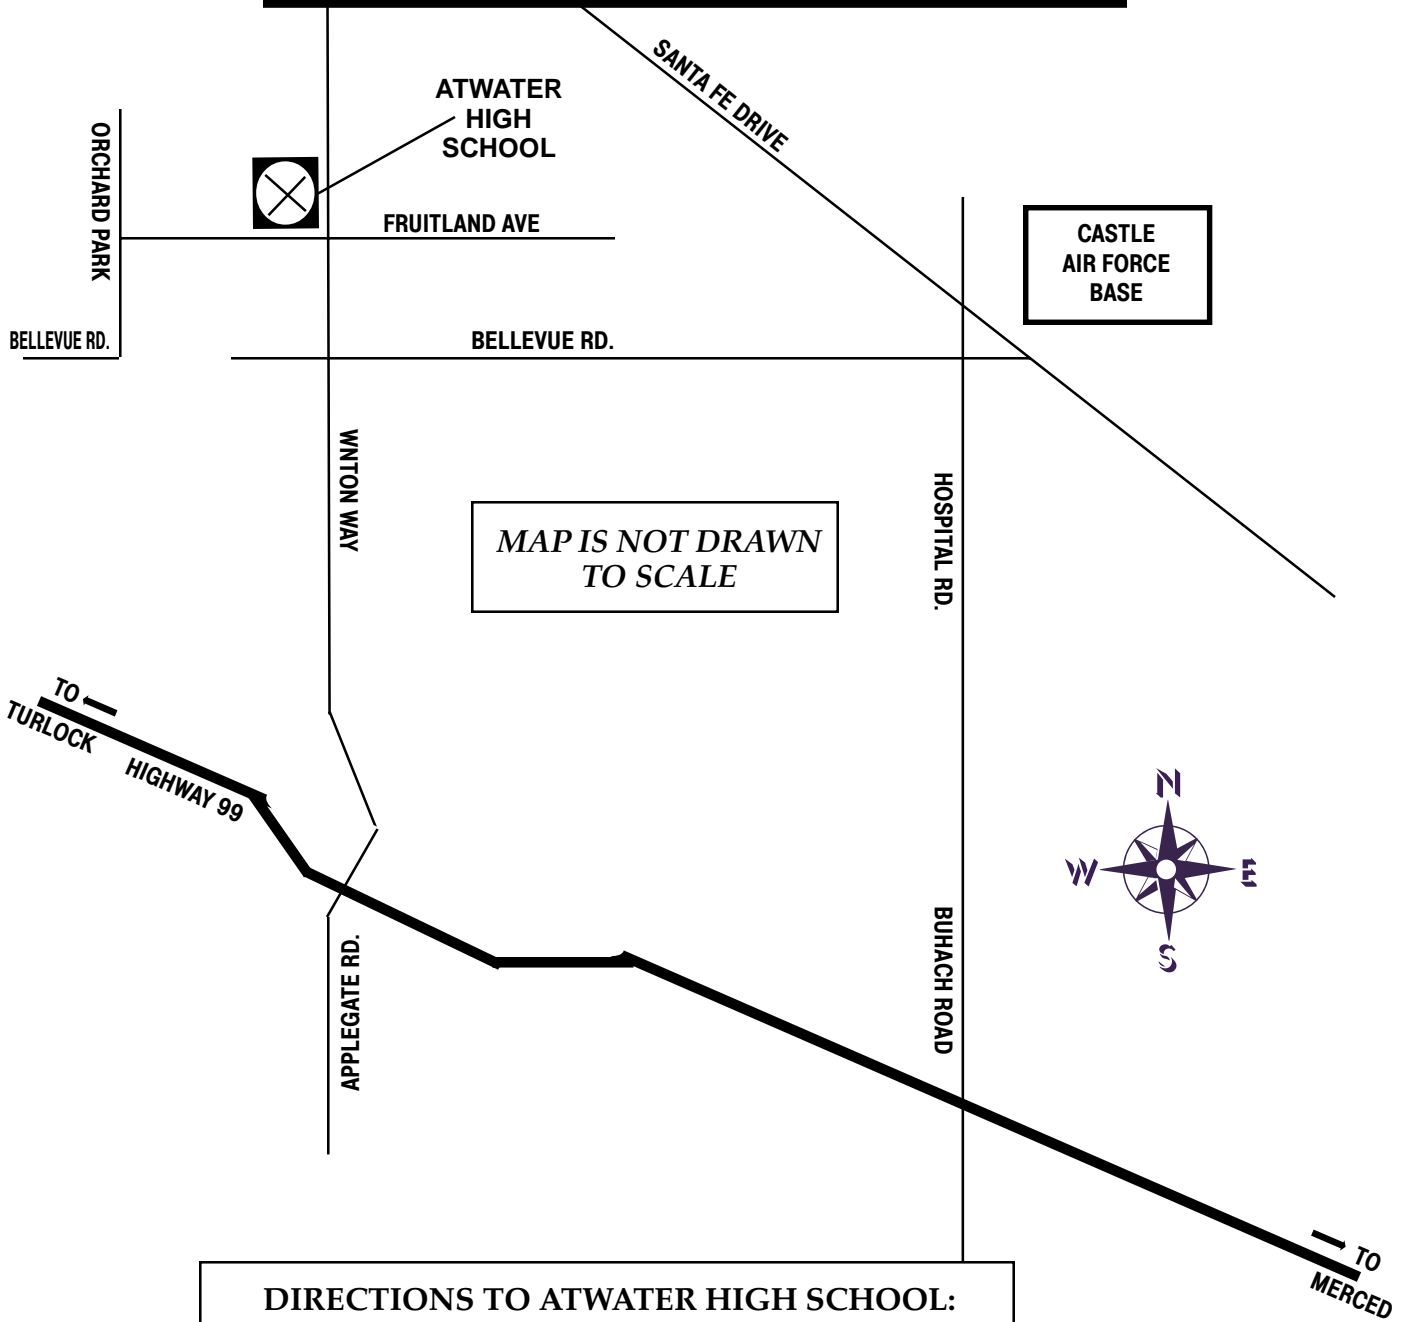 SANTA FE DRIVE
ATWATER
HIGH
SCHOOL
ORCHARD PARK
FRUITLAND AVE
CASTLE
AIR FORCE
BASE
BELLEVUE RD.
BELLEVUE RD.
WNTON WAY
HOSPITAL RD.
MAP IS NOT DRAWN
TO SCALE
TO
TURLOCK
HIGHWAY 99
N
W
E
S
BUHACH ROAD
APPLEGATE RD.
TO
MERCED
DIRECTIONS TO ATWATER HIGH SCHOOL: